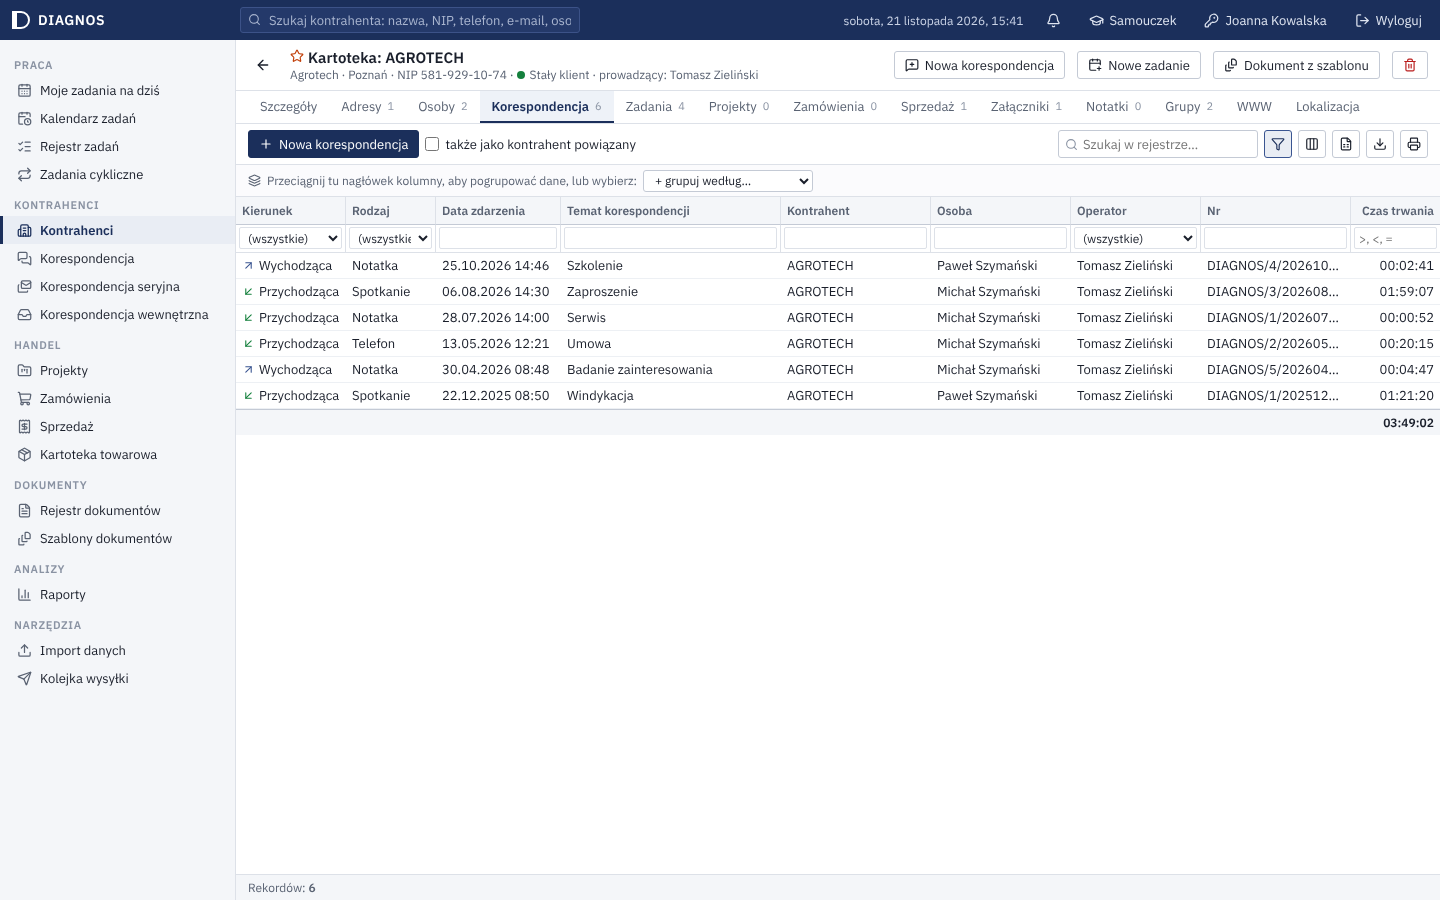 DIAGNOS
Szukaj kontrahenta: nazwa, NIP, telefon, e-mail, oso
sobota, 21 listopada 2026, 15:41
Samouczek
Joanna Kowalska
Wyloguj
PRACA
Moje zadania na dziś
Kalendarz zadań
Rejestr zadań
Zadania cykliczne
KONTRAHENCI
Kontrahenci
Korespondencja
Korespondencja seryjna
Korespondencja wewnętrzna
HANDEL
Projekty
Zamówienia
Sprzedaż
Kartoteka towarowa
DOKUMENTY
Rejestr dokumentów
Szablony dokumentów
ANALIZY
Raporty
NARZĘDZIA
Import danych
Kolejka wysyłki
Kartoteka: AGROTECH
Agrotech · Poznań · NIP 581-929-10-74 · Stały klient · prowadzący: Tomasz Zieliński
Nowa korespondencja
Nowe zadanie
Dokument z szablonu
Szczegóły Adresy 1 Osoby 2 Korespondencja 6 Zadania 4 Projekty 0 Zamówienia 0 Sprzedaż 1 Załączniki 1 Notatki 0 Grupy 2 WWW Lokalizacja
Nowa korespondencja
także jako kontrahent powiązany
Szukaj w rejestrze...
Przeciągnij tu nagłówek kolumny, aby pogrupować dane, lub wybierz: + grupuj według...
Kierunek Rodzaj Data zdarzenia Temat korespondencji Kontrahent Osoba Operator Nr Czas trwania
(wszystkie) (wszystkie (wszystkie) >, <, =
Wychodząca Notatka 25.10.2026 14:46 Szkolenie AGROTECH Paweł Szymański Tomasz Zieliński DIAGNOS/4/202610... 00:02:41
Przychodząca Spotkanie 06.08.2026 14:30 Zaproszenie AGROTECH Michał Szymański Tomasz Zieliński DIAGNOS/3/202608... 01:59:07
Przychodząca Notatka 28.07.2026 14:00 Serwis AGROTECH Michał Szymański Tomasz Zieliński DIAGNOS/1/202607... 00:00:52
Przychodząca Telefon 13.05.2026 12:21 Umowa AGROTECH Michał Szymański Tomasz Zieliński DIAGNOS/2/202605... 00:20:15
Wychodząca Notatka 30.04.2026 08:48 Badanie zainteresowania AGROTECH Michał Szymański Tomasz Zieliński DIAGNOS/5/202604... 00:04:47
Przychodząca Spotkanie 22.12.2025 08:50 Windykacja AGROTECH Paweł Szymański Tomasz Zieliński DIAGNOS/1/202512... 01:21:20
03:49:02
Rekordów: 6